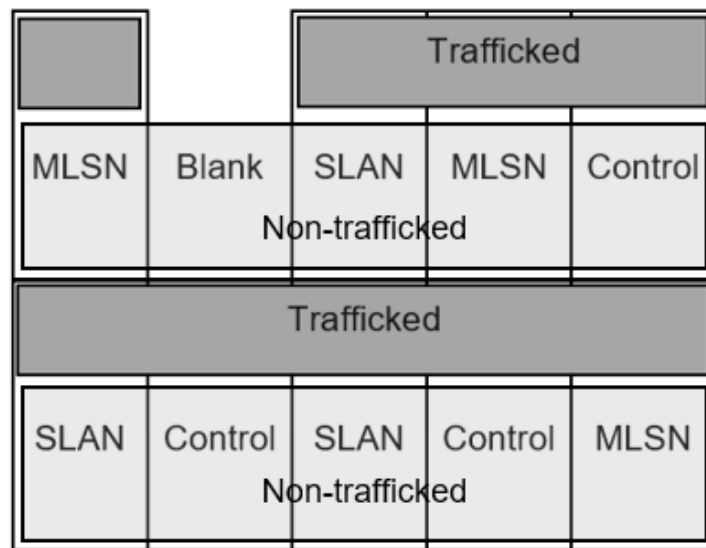 Trafficked
MLSN Blank SLAN MLSN Control
Non-trafficked
Trafficked
SLAN Control SLAN Control MLSN
Non-trafficked